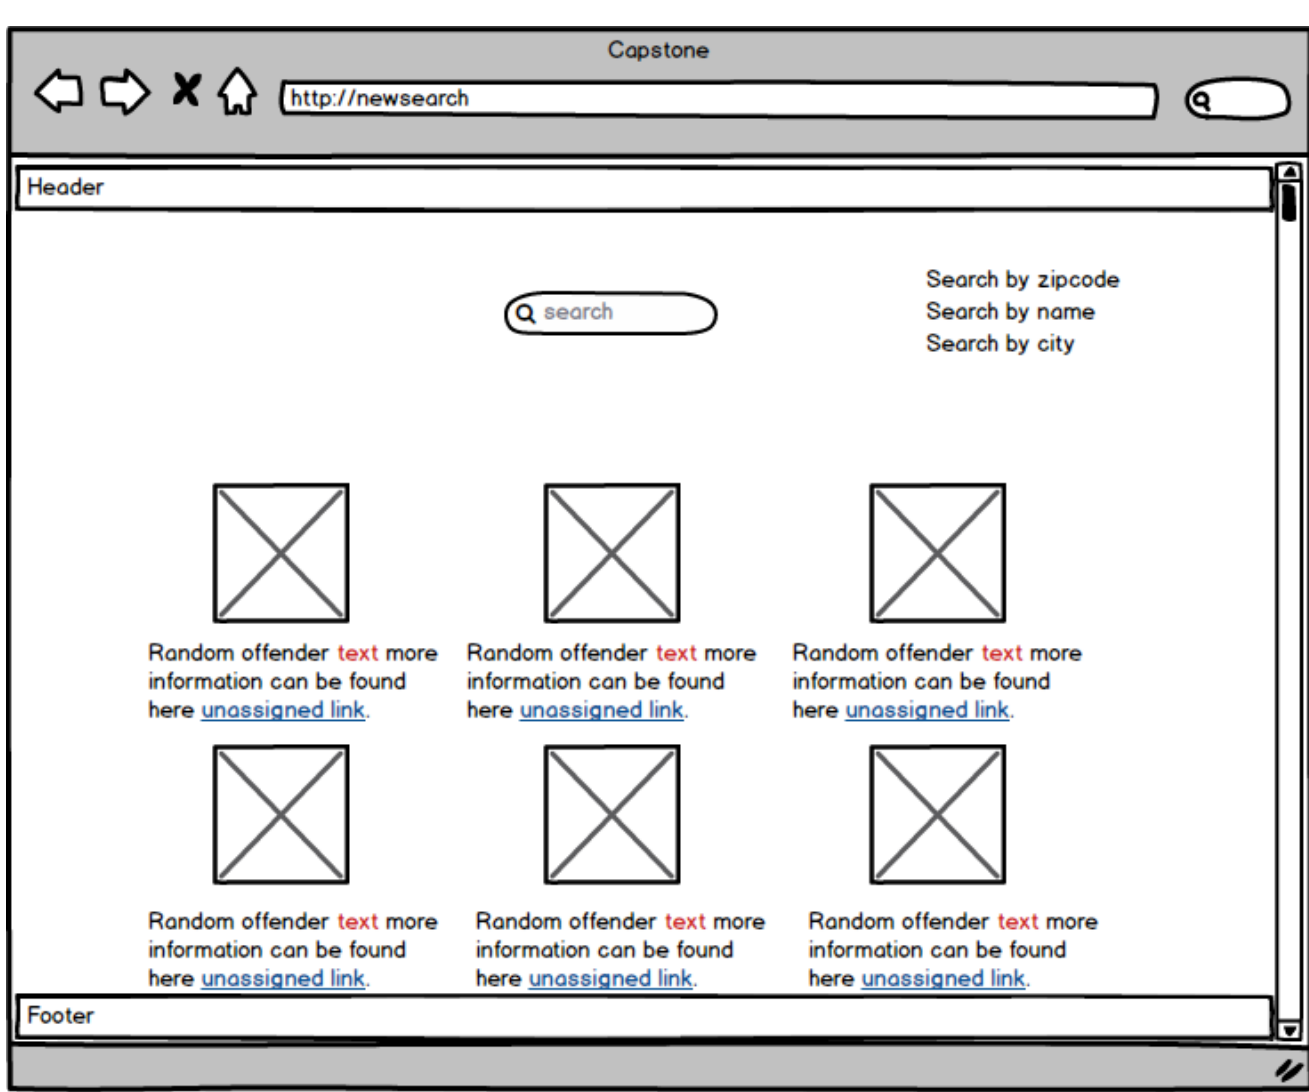 Capstone
http://newsearch
Header
search
Search by zipcode
Search by name
Search by city
Random offender text more
information can be found
here unassigned link.
Random offender text more
information can be found
here unassigned link.
Random offender text more
information can be found
here unassigned link.
Random offender text more
information can be found
here unassigned link.
Random offender text more
information can be found
here unassigned link.
Random offender text more
information can be found
here unassigned link.
Footer